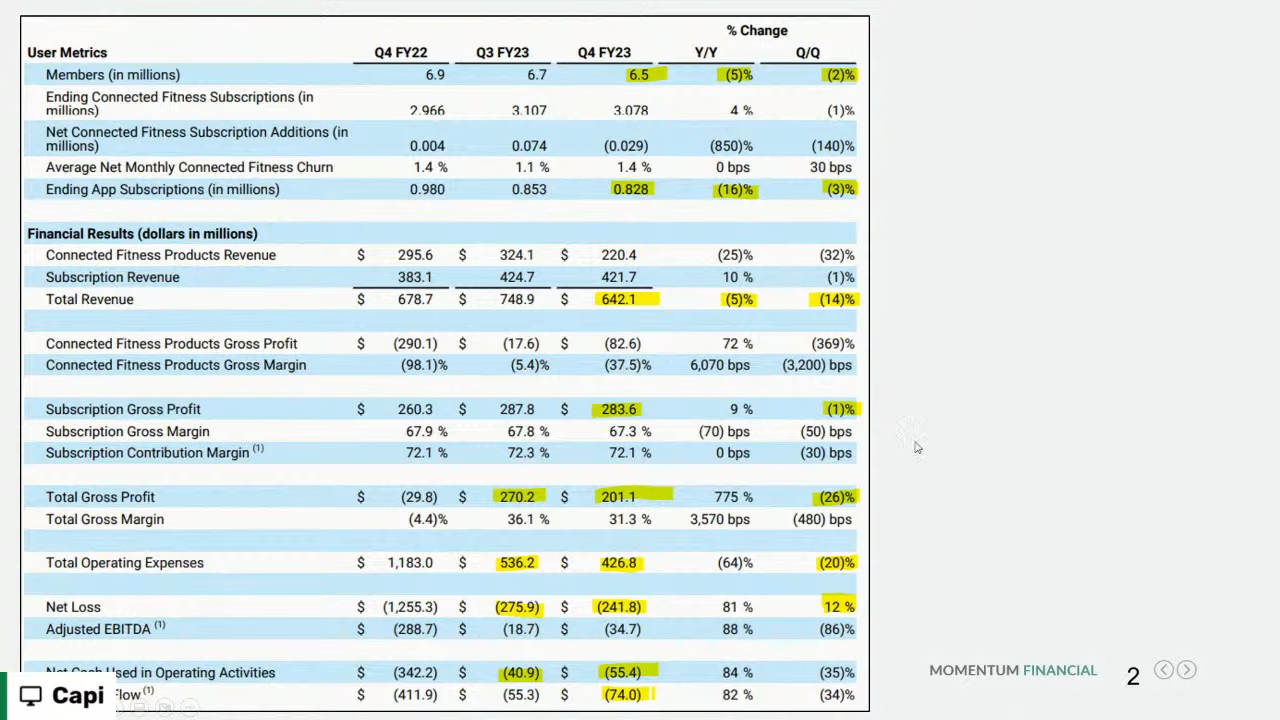 % Change
User Metrics Q4 FY22 Q3 FY23 Q4 FY23 Y/Y Q/Q
Members (in millions) 6.9 6.7 6.5 (5)% (2)%
Ending Connected Fitness Subscriptions (in
millions) 2.966 3.107 3.078 4 % (1)%
Net Connected Fitness Subscription Additions (in
millions) 0.004 0.074 (0.029) (850)% (140)%
Average Net Monthly Connected Fitness Churn 1.4 % 1.1 % 1.4 % 0 bps 30 bps
Ending App Subscriptions (in millions) 0.980 0.853 0.828 (16)% (3)%
Financial Results (dollars in millions)
Connected Fitness Products Revenue $ 295.6 $ 324.1 $ 220.4 (25)% (32)%
Subscription Revenue 383.1 424.7 421.7 10 % (1)%
Total Revenue $ 678.7 $ 748.9 $ 642.1 (5)% (14)%
Connected Fitness Products Gross Profit $ (290.1) $ (17.6) $ (82.6) 72 % (369)%
Connected Fitness Products Gross Margin (98.1)% (5.4)% (37.5)% 6,070 bps (3,200) bps
Subscription Gross Profit $ 260.3 $ 287.8 $ 283.6 9 % (1)%
Subscription Gross Margin 67.9 % 67.8 % 67.3 % (70) bps (50) bps
Subscription Contribution Margin (1) 72.1 % 72.3 % 72.1 % 0 bps (30) bps
Total Gross Profit $ (29.8) $ 270.2 $ 201.1 775 % (26)%
Total Gross Margin (4.4)% 36.1 % 31.3 % 3,570 bps (480) bps
Total Operating Expenses $ 1,183.0 $ 536.2 $ 426.8 (64)% (20)%
Net Loss $ (1,255.3) $ (275.9) $ (241.8) 81 % 12 %
Adjusted EBITDA (1) $ (288.7) $ (18.7) $ (34.7) 88 % (86)%
Net Cash Used in Operating Activities $ (342.2) $ (40.9) $ (55.4) 84 % (35)%
Flow (1) $ (411.9) $ (55.3) $ (74.0) 82 % (34)%
Capi
MOMENTUM FINANCIAL 2